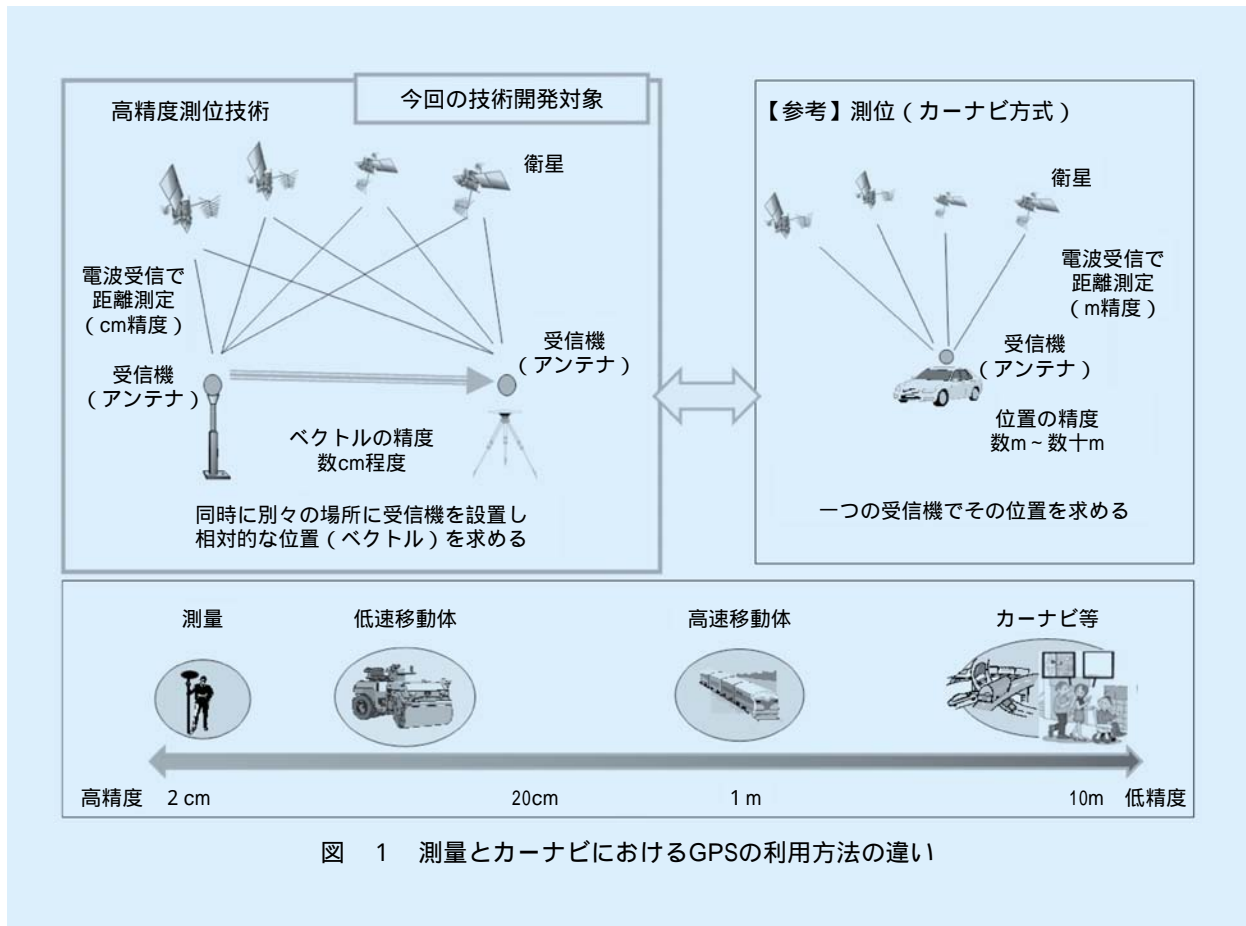 今回の技術開発対象
高精度測位技術
衛星
電波受信で
距離測定
（cm精度）
受信機
（アンテナ）
受信機
（アンテナ）
ベクトルの精度
数cm程度
同時に別々の場所に受信機を設置し
相対的な位置（ベクトル）を求める
【参考】測位（カーナビ方式）
衛星
電波受信で
距離測定
（m精度）
受信機
（アンテナ）
位置の精度
数m～数十m
一つの受信機でその位置を求める
測量 低速移動体 高速移動体 カーナビ等
高精度 2 cm 20cm 1 m 10m 低精度
図 1 測量とカーナビにおけるGPSの利用方法の違い